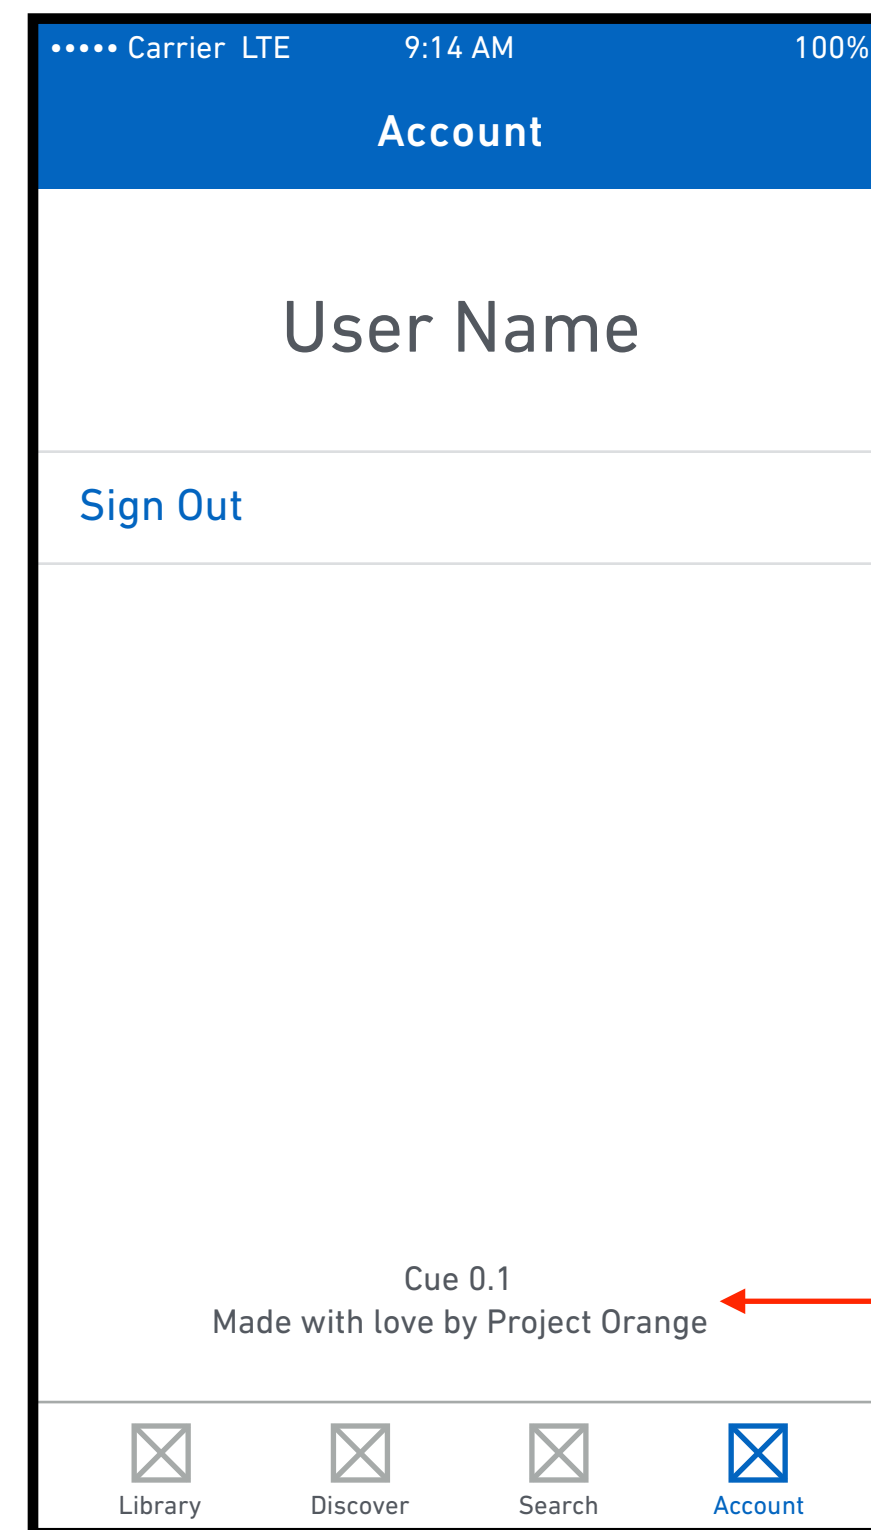 ••••• Carrier LTE 9:14 AM 100%
Account
User Name
Sign Out
Cue 0.1
Made with love by Project Orange
Library Discover Search Account